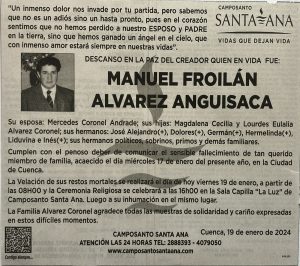 "Un inmenso dolor nos invade por tu partida, pero sabemos
que no es un adiós sino un hasta pronto, pues en el corazón
sentimos que hemos perdido a nuestro ESPOSO y PADRE
en la tierra, sino que hemos ganado un ángel en el cielo, que
con inmenso amor estará siempre en nuestras vidas".
CAMPOSANTO
SANTA ANA
VIDAS QUE DEJAN VIDA
DESCANSO EN LA PAZ DEL CREADOR QUIEN EN VIDA FUE:
MANUEL FROILÁN
ALVAREZ ANGUISACA
Su esposa: Mercedes Coronel Andrade; sus hijas: Magdalena Cecilia y Lourdes Eulalia
Alvarez Coronel; sus hermanos: José Alejandro(+), Dolores(+), Germán(+), Hermelinda(+),
Liduvina e Inés(+); sus hermanos políticos, sobrinos, primos y demás familiares.
Cumplen con el penoso deber de comunicar el sensible fallecimiento de tan querido
miembro de familia, acaecido el día miércoles 17 de enero del presente año, en la Ciudad
de Cuenca.
La Velación de sus restos mortales se realizará el día de hoy viernes 19 de enero, a partir
de las 08H00 y la Ceremonia Religiosa se celebrará a las 16h00 en la Sala Capilla "La Luz" de
Camposanto Santa Ana. Luego a su inhumación en el mismo lugar.
La Familia Alvarez Coronel agradece todas las muestras de solidaridad y cariño expresadas
en estos difíciles momentos.
Cuenca, 19 de enero de 2024
CAMPOSANTO SANTA ANA
ATENCIÓN LAS 24 HORAS TEL: 2888393 - 4079050
www.camposantosantaana.com
Contigo siempre...